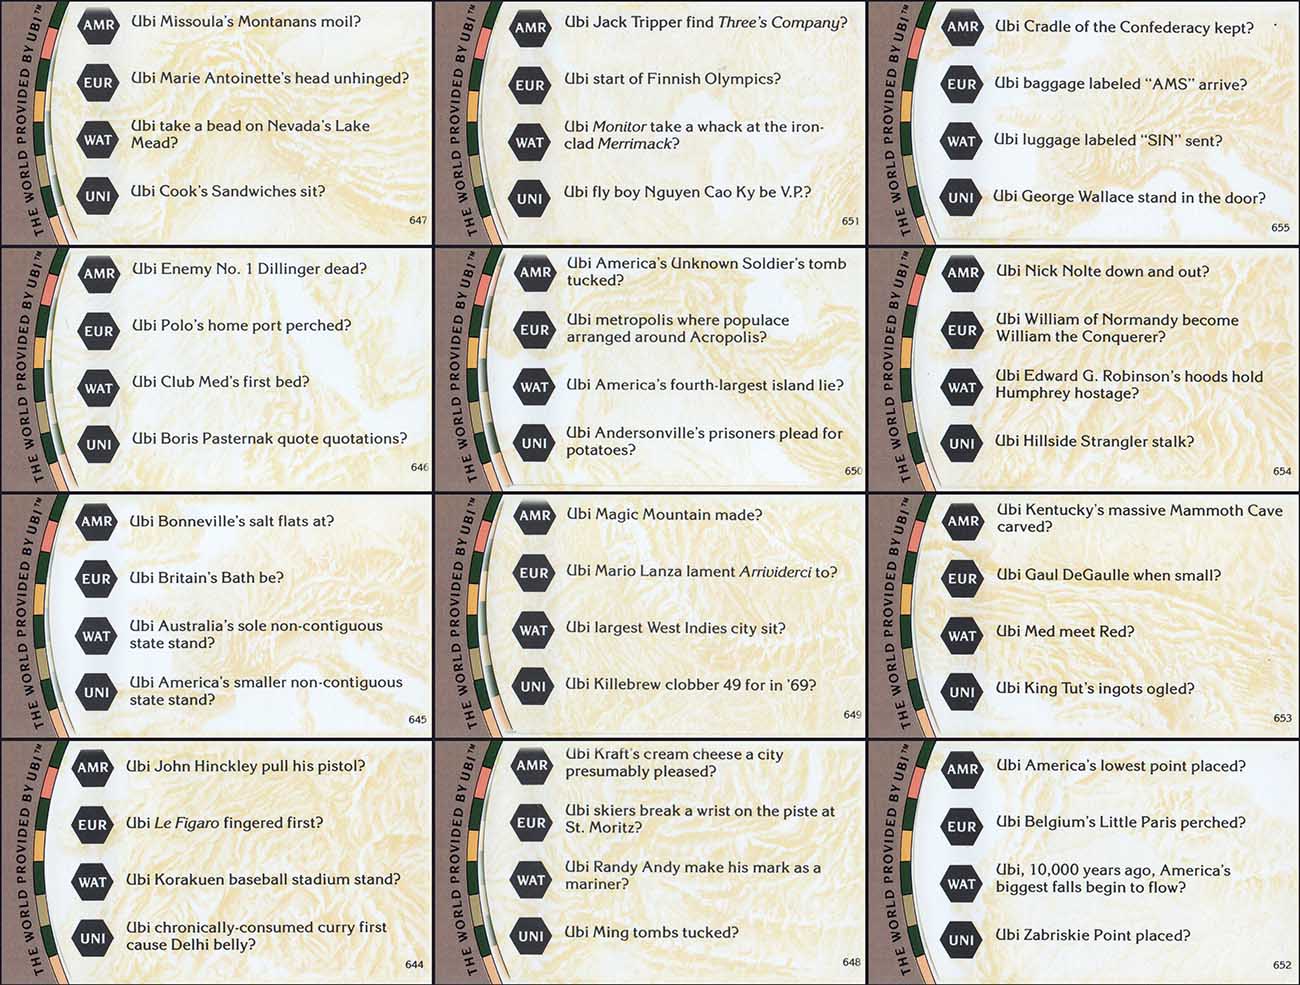 THE WORLD PROVIDED BY UBI™
AMR Ubi Missoula's Montanans moil?
EUR Ubi Marie Antoinette's head unhinged?
WAT Ubi take a bead on Nevada's Lake
Mead?
UNI Ubi Cook's Sandwiches sit?
647
THE WORLD PROVIDED BY UBI™
AMR Ubi Jack Tripper find Three's Company?
EUR Ubi start of Finnish Olympics?
WAT Ubi Monitor take a whack at the iron-
clad Merrimack?
UNI Ubi fly boy Nguyen Cao Ky be V.P.?
651
THE WORLD PROVIDED BY UBI™
AMR Ubi Cradle of the Confederacy kept?
EUR Ubi baggage labeled "AMS" arrive?
WAT Ubi luggage labeled "SIN" sent?
UNI Ubi George Wallace stand in the door?
655
THE WORLD PROVIDED BY UBI™
AMR Ubi Enemy No. 1 Dillinger dead?
EUR Ubi Polo's home port perched?
WAT Ubi Club Med's first bed?
UNI Ubi Boris Pasternak quote quotations?
646
THE WORLD PROVIDED BY UBI™
AMR Ubi America's Unknown Soldier's tomb
tucked?
EUR Ubi metropolis where populace
arranged around Acropolis?
WAT Ubi America's fourth-largest island lie?
UNI Ubi Andersonville's prisoners plead for
potatoes?
650
THE WORLD PROVIDED BY UBI™
AMR Ubi Nick Nolte down and out?
EUR Ubi William of Normandy become
William the Conquerer?
WAT Ubi Edward G. Robinson's hoods hold
Humphrey hostage?
UNI Ubi Hillside Strangler stalk?
654
THE WORLD PROVIDED BY UBI™
AMR Ubi Bonneville's salt flats at?
EUR Ubi Britain's Bath be?
WAT Ubi Australia's sole non-contiguous
state stand?
UNI Ubi America's smaller non-contiguous
state stand?
645
THE WORLD PROVIDED BY UBI™
AMR Ubi Magic Mountain made?
EUR Ubi Mario Lanza lament Arrividerci to?
WAT Ubi largest West Indies city sit?
UNI Ubi Killebrew clobber 49 for in '69?
649
THE WORLD PROVIDED BY UBI™
AMR Ubi Kentucky's massive Mammoth Cave
carved?
EUR Ubi Gaul DeGaulle when small?
WAT Ubi Med meet Red?
UNI Ubi King Tut's ingots ogled?
653
THE WORLD PROVIDED BY UBI™
AMR Ubi John Hinckley pull his pistol?
EUR Ubi Le Figaro fingered first?
WAT Ubi Korakuen baseball stadium stand?
UNI Ubi chronically-consumed curry first
cause Delhi belly?
644
THE WORLD PROVIDED BY UBI™
AMR Ubi Kraft's cream cheese a city
presumably pleased?
EUR Ubi skiers break a wrist on the piste at
St. Moritz?
WAT Ubi Randy Andy make his mark as a
mariner?
UNI Ubi Ming tombs tucked?
648
THE WORLD PROVIDED BY UBI™
AMR Ubi America's lowest point placed?
EUR Ubi Belgium's Little Paris perched?
WAT Ubi, 10,000 years ago, America's
biggest falls begin to flow?
UNI Ubi Zabriskie Point placed?
652